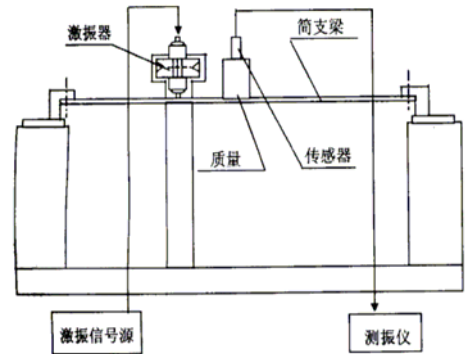 激振器
简支梁
质量
传感器
激振信号源
测振仪